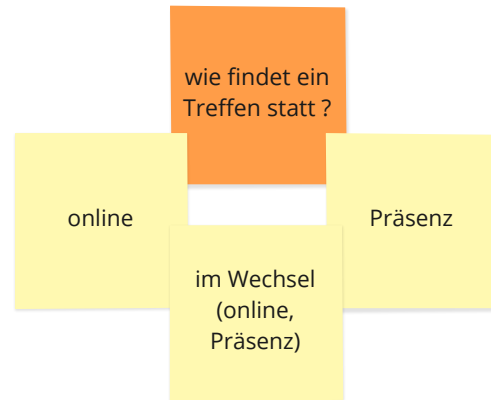 wie findet ein
Treffen statt ?
online
Präsenz
im Wechsel
(online,
Präsenz)